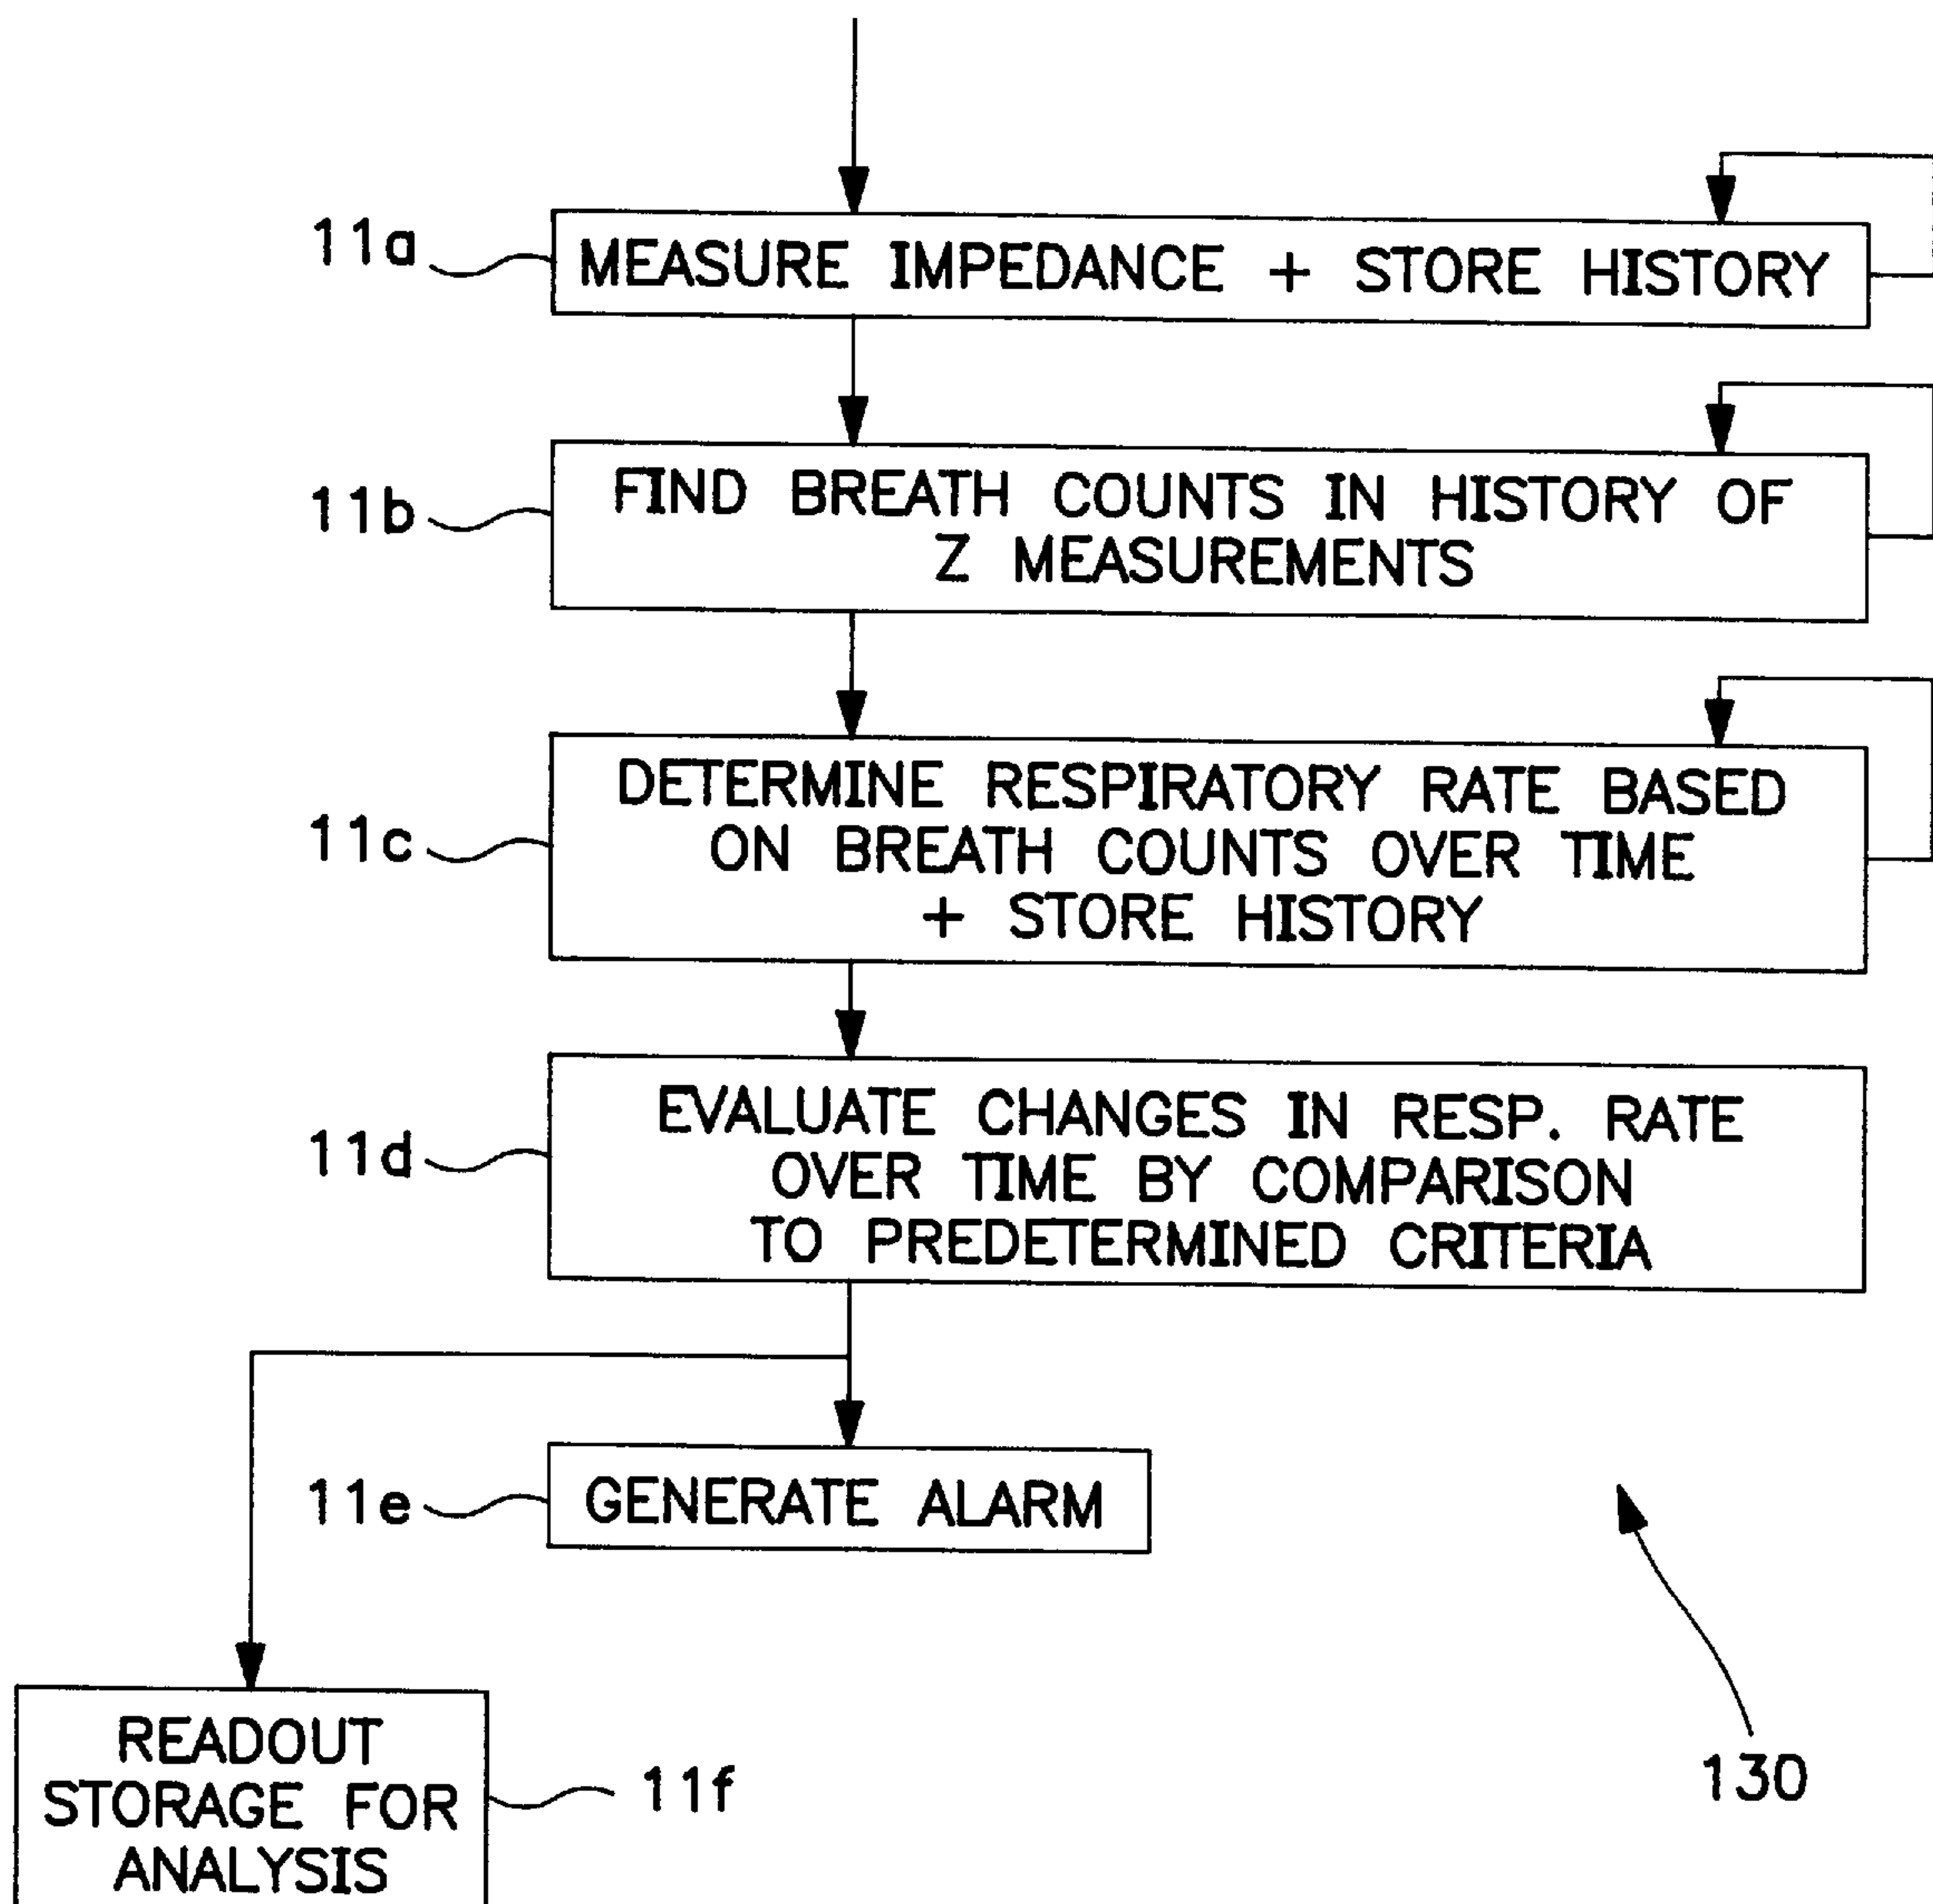 11a
MEASURE IMPEDANCE + STORE HISTORY
11b
FIND BREATH COUNTS IN HISTORY OF
Z MEASUREMENTS
11c
DETERMINE RESPIRATORY RATE BASED
ON BREATH COUNTS OVER TIME
+ STORE HISTORY
11d
EVALUATE CHANGES IN RESP. RATE
OVER TIME BY COMPARISON
TO PREDETERMINED CRITERIA
11e
GENERATE ALARM
READOUT
STORAGE FOR
ANALYSIS
11f
130